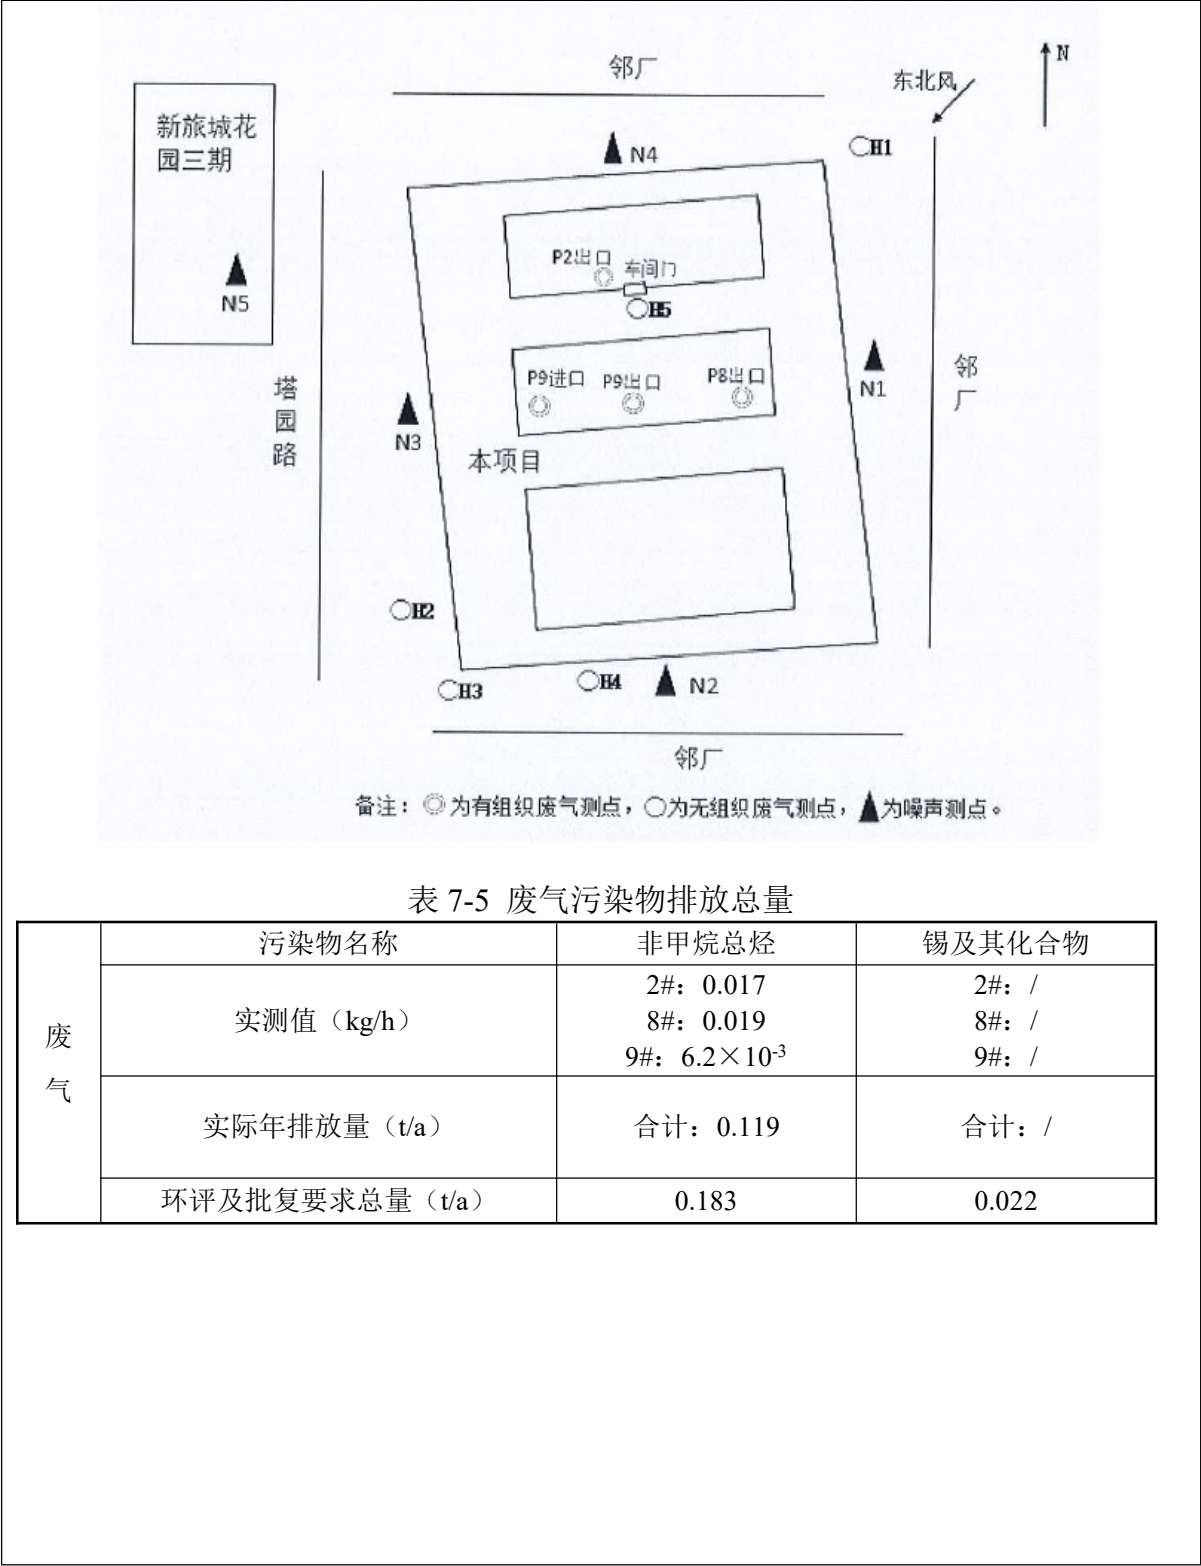 邻厂
N
东北风
新旅城花
园三期
H1
N4
P2出口
车间门
H5
N5
P9进口
P9出口
P8出口
N1
邻
厂
塔
园
路
N3
本项目
H2
H3
H4
N2
邻厂
备注：◎为有组织废气测点，○为无组织废气测点，▲为噪声测点。
表 7-5 废气污染物排放总量
废
气
污染物名称
非甲烷总烃
锡及其化合物
实测值（kg/h）
2#：0.017
8#：0.019
9#：6.2×10⁻³
2#：/
8#：/
9#：/
实际年排放量（t/a）
合计：0.119
合计：/
环评及批复要求总量（t/a）
0.183
0.022